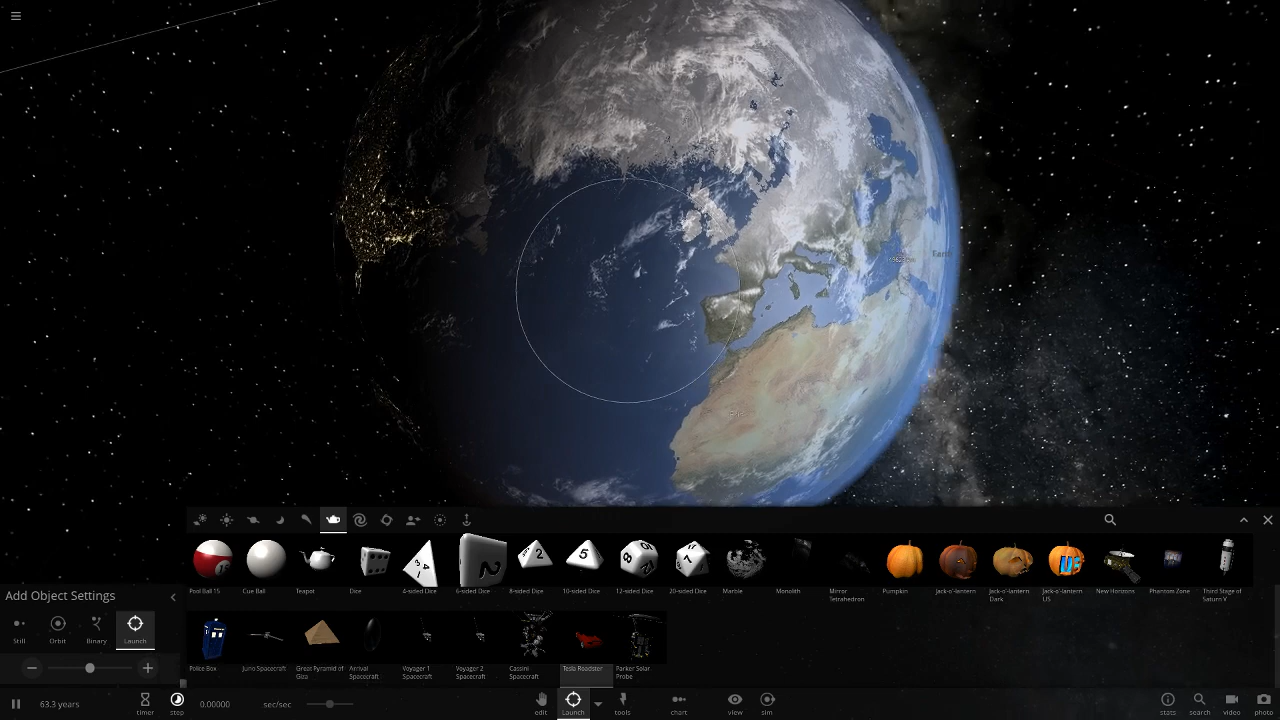 Add Object Settings
Still
Orbit
Binary
Launch
Pool Ball 15
Cue Ball
Teapot
Dice
4-sided Dice
6-sided Dice
8-sided Dice
10-sided Dice
12-sided Dice
20-sided Dice
Marble
Monolith
Mirror
Tetrahedron
Pumpkin
Jack-o'-lantern
Jack-o'-lantern
Dark
Jack-o'-lantern
US
New Horizons
Phantom Zone
Third Stage of
Saturn V
Police Box
Juno Spacecraft
Great Pyramid of
Giza
Arrival
Spacecraft
Voyager 1
Spacecraft
Voyager 2
Spacecraft
Cassini
Spacecraft
Tesla Roadster
Parker Solar
Probe
63.3 years
timer
step
0.00000
sec/sec
edit
Launch
tools
chart
view
sim
stats
search
video
photo